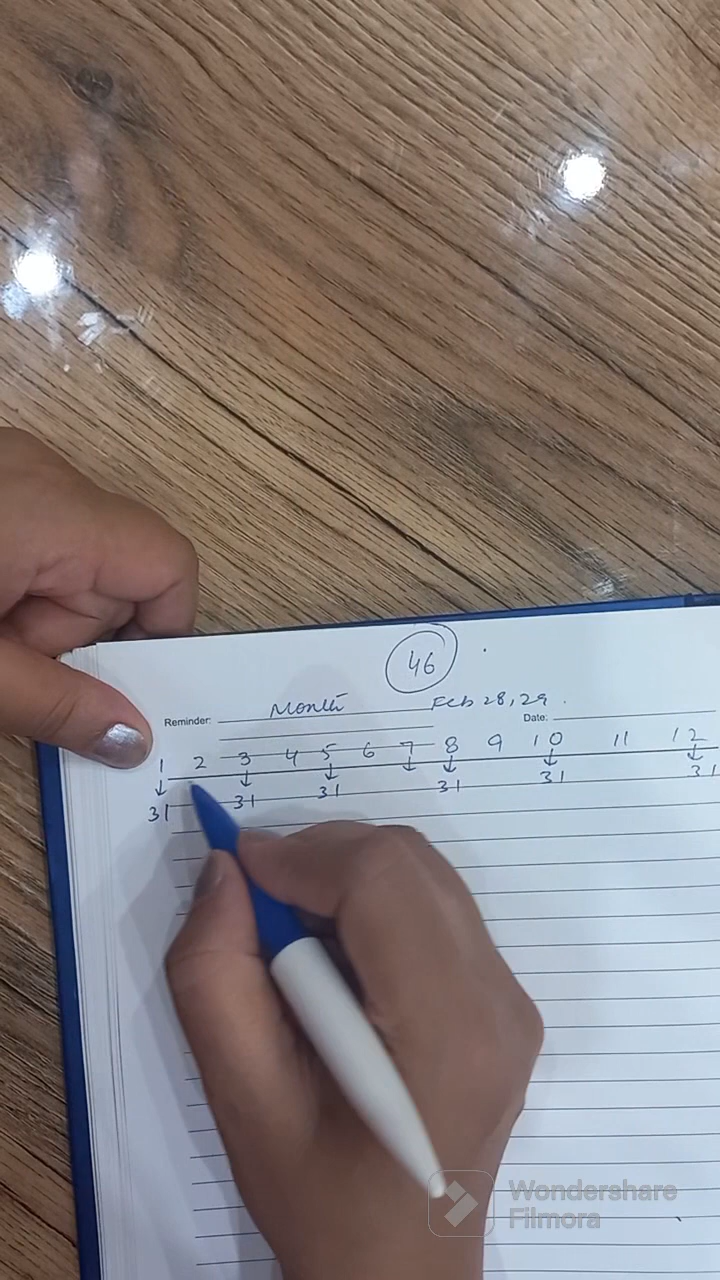 46
Month Feb 28,29.
Reminder: Date:
1 2 3 4 5 6 7 8 9 10 11 12
31 31 31 31 31 31
Wondershare
Filmora